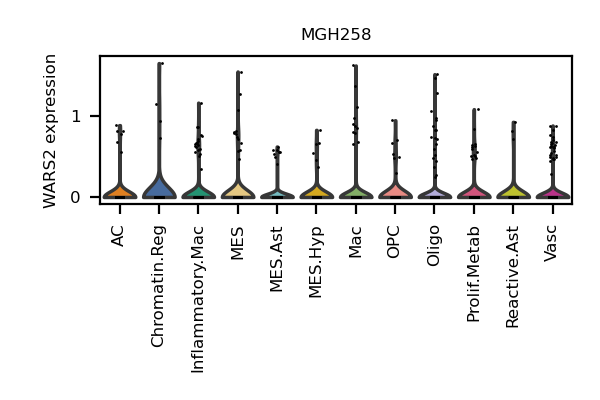 MGH258
WARS2 expression
1
0
AC
Chromatin.Reg
Inflammatory.Mac
MES
MES.Ast
MES.Hyp
Mac
OPC
Oligo
Prolif.Metab
Reactive.Ast
Vasc